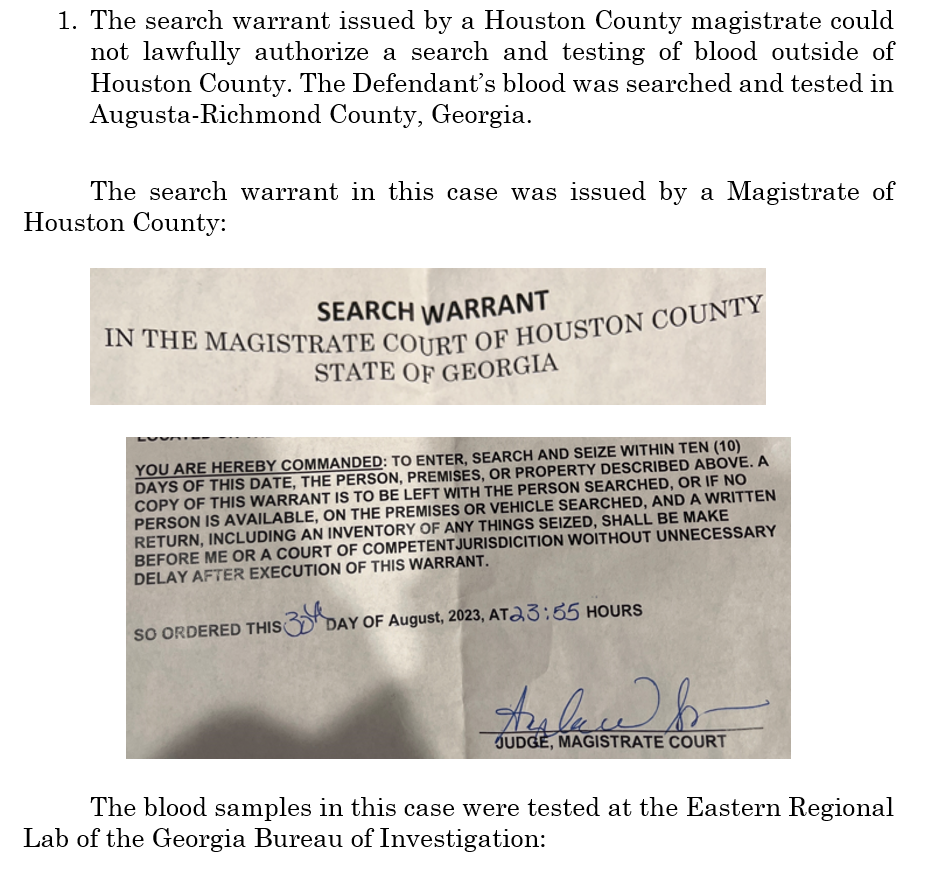 1. The search warrant issued by a Houston County magistrate could
not lawfully authorize a search and testing of blood outside of
Houston County. The Defendant’s blood was searched and tested in
Augusta-Richmond County, Georgia.
The search warrant in this case was issued by a Magistrate of
Houston County:
SEARCH WARRANT
IN THE MAGISTRATE COURT OF HOUSTON COUNTY
STATE OF GEORGIA
YOU ARE HEREBY COMMANDED: TO ENTER, SEARCH AND SEIZE WITHIN TEN (10)
DAYS OF THIS DATE, THE PERSON, PREMISES, OR PROPERTY DESCRIBED ABOVE. A
COPY OF THIS WARRANT IS TO BE LEFT WITH THE PERSON SEARCHED, OR IF NO
PERSON IS AVAILABLE, ON THE PREMISES OR VEHICLE SEARCHED, AND A WRITTEN
RETURN, INCLUDING AN INVENTORY OF ANY THINGS SEIZED, SHALL BE MAKE
BEFORE ME OR A COURT OF COMPETENT JURISDICITION WOITHOUT UNNECESSARY
DELAY AFTER EXECUTION OF THIS WARRANT.
SO ORDERED THIS 30th DAY OF August, 2023, AT 23:55 HOURS
JUDGE, MAGISTRATE COURT
The blood samples in this case were tested at the Eastern Regional
Lab of the Georgia Bureau of Investigation: